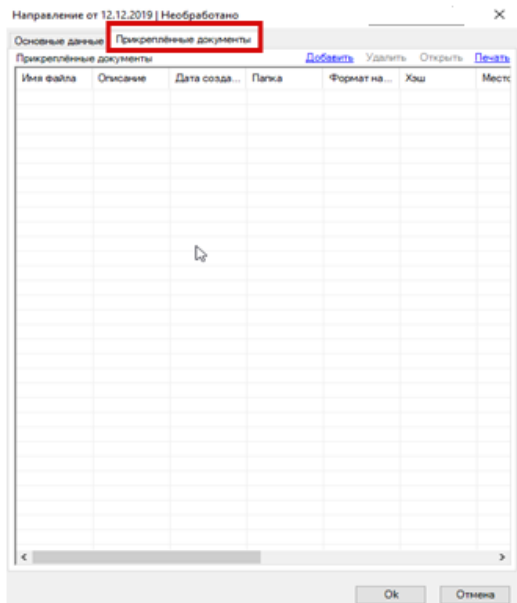 Направление от 12.12.2019 | Необработано
Основные данные Прикреплённые документы
Прикреплённые документы Добавить Удалить Открыть Печать
Имя файла Описание Дата созда... Папка Формат на... Хэш Местс
Ok Отмена